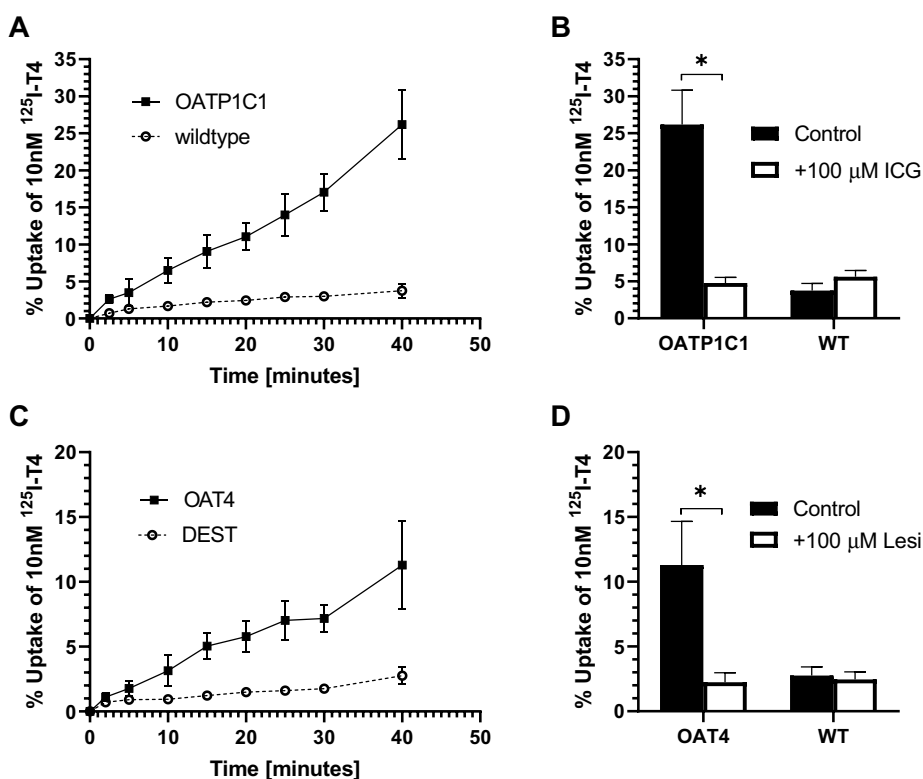 A
% Uptake of 10nM ¹²⁵I-T4
35
30
25
20
15
10
5
0
OATP1C1
wildtype
0 10 20 30 40 50
Time [minutes]
B
% Uptake of 10nM ¹²⁵I-T4
35
30
25
20
15
10
5
0
*
Control
+100 μM ICG
OATP1C1 WT
C
% Uptake of 10nM ¹²⁵I-T4
20
15
10
5
0
OAT4
DEST
0 10 20 30 40 50
Time [minutes]
D
% Uptake of 10nM ¹²⁵I-T4
20
15
10
5
0
*
Control
+100 μM Lesi
OAT4 WT